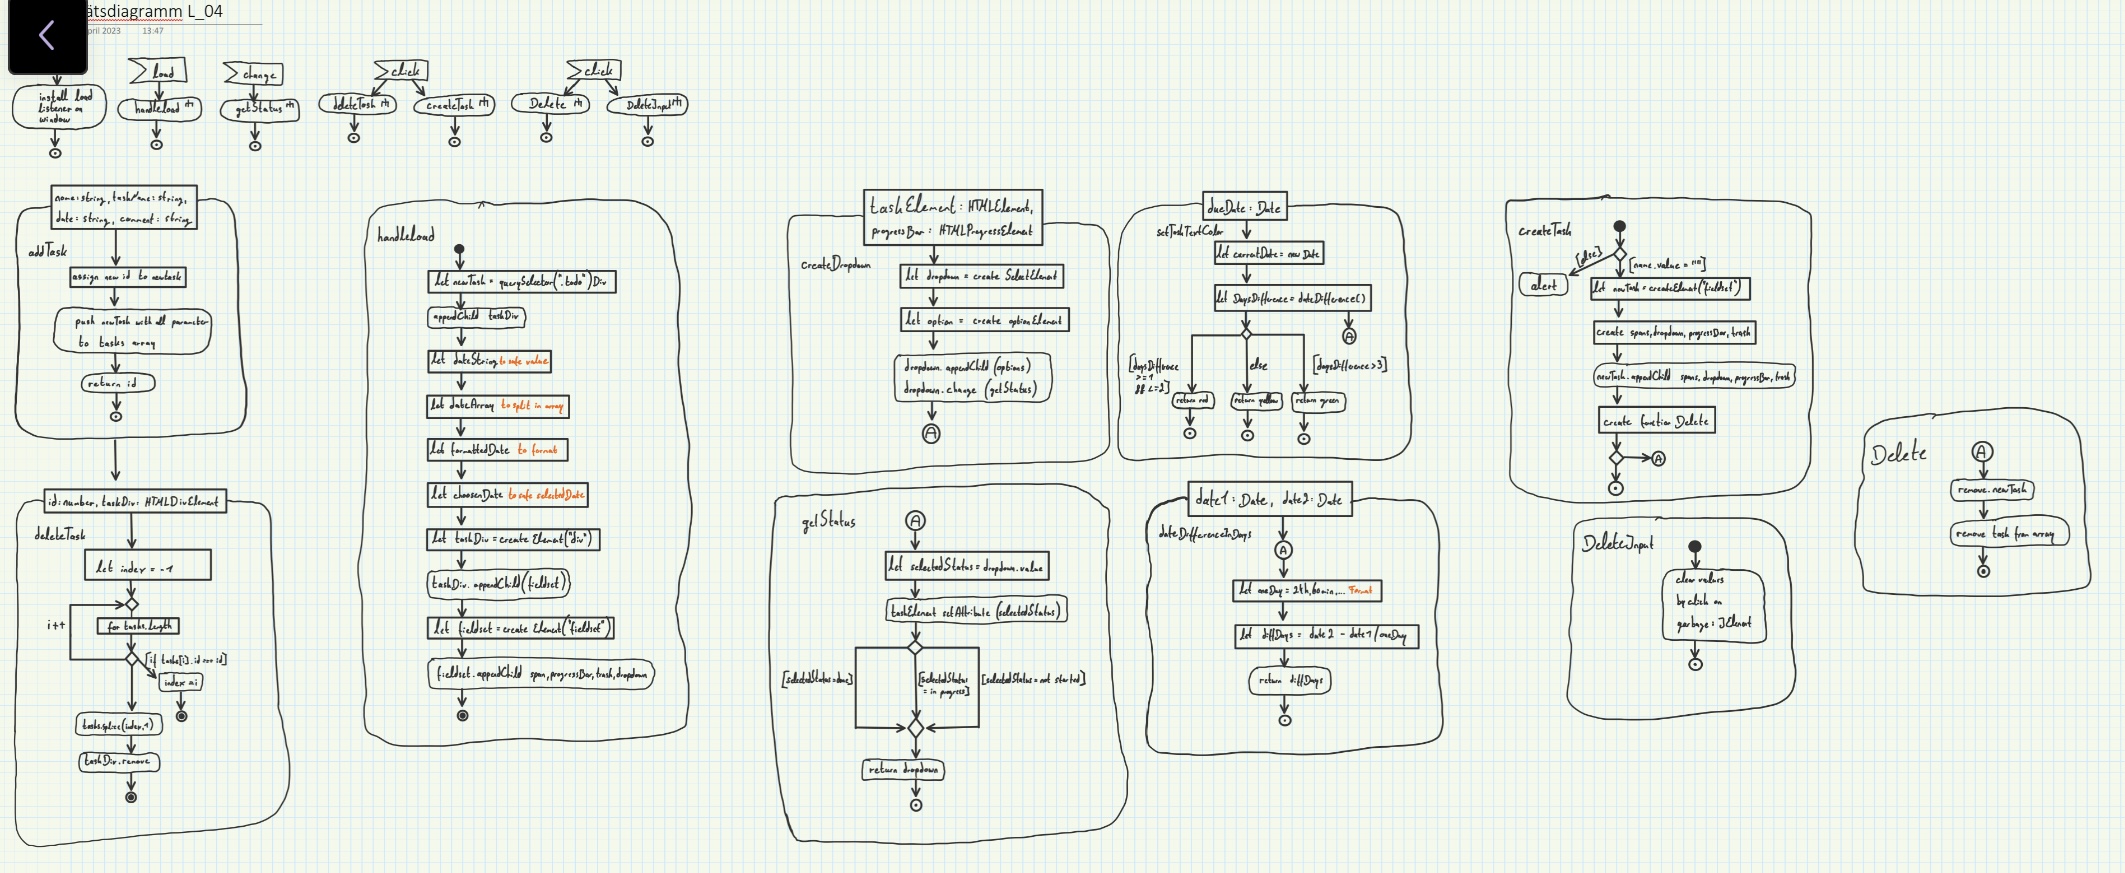 ätsdiagramm L_04
pril 2023 13:47
install load
listener on
window
load
handleload
change
getStatus
click
deleteTask
createTask
click
Delete
DeleteInput
name: string, taskName: string,
date: string, comment: string
addTask
assign new id to newtask
push newTask with all parameter
to tasks array
return id
id: number, taskDiv: HTMLDivElement
deleteTask
let index = -1
i++
for tasks.length
[if tasks[i].id === id]
index = i
tasks.splice(index,1)
taskDiv.remove
handleload
let newTask = querySelector(".todo")Div
appendChild taskDiv
let dateString to safe value
let dateArray to split in array
let formattedDate to format
let choosenDate to safe selectedDate
let taskDiv = create Element("div")
taskDiv.appendChild(fieldset)
let fieldset = create Element("fieldset")
fieldset.appendChild span, progressBar, trash, dropdown
taskElement: HTMLElement,
progressBar: HTMLProgressElement
CreateDropdown
let dropdown = create SelectElement
let option = create optionElement
dropdown.appendChild (options)
dropdown.change (getStatus)
A
getStatus
A
let selectedStatus = dropdown.value
taskElement setAttribute (selectedStatus)
[selectedStatus=done]
[selectedStatus
= in progress]
[selectedStatus = not started]
return dropdown
dueDate: Date
setTaskTextColor
let currentDate = new Date
let DaysDifference = dateDifference()
A
[daysDifference
>=1
&& <=2]
else
[daysDifference>3]
return red
return yellow
return green
date1: Date, date2: Date
dateDifferenceInDays
A
let oneDay = 24h, 60min,... Format
let diffDays = date2 - date1/oneDay
return diffDays
createTask
[else]
[name.value = ""]
alert
let newTask = createElement("fieldset")
create spans, dropdown, progressBar, trash
newTask.appendChild spans, dropdown, progressBar, trash
create function Delete
A
DeleteInput
clear values
by click on
garbage: IElement
Delete
A
remove.newTask
remove task from array